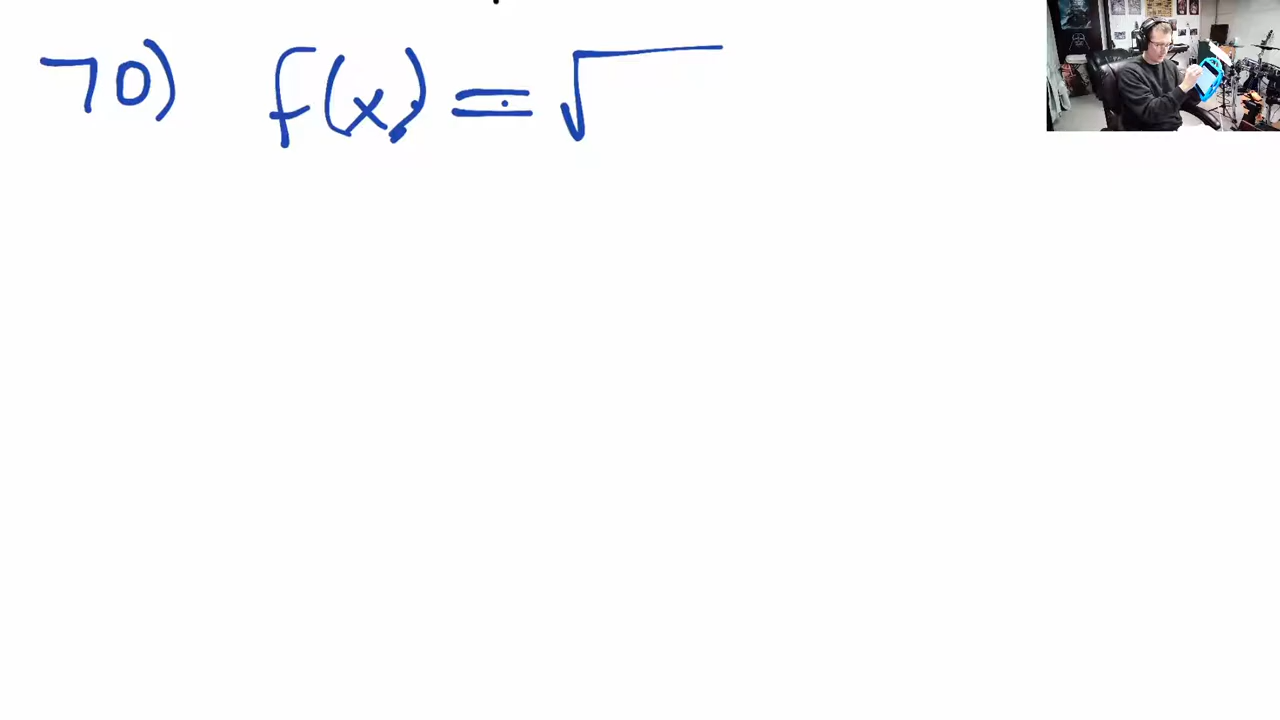 70) f(x) = √